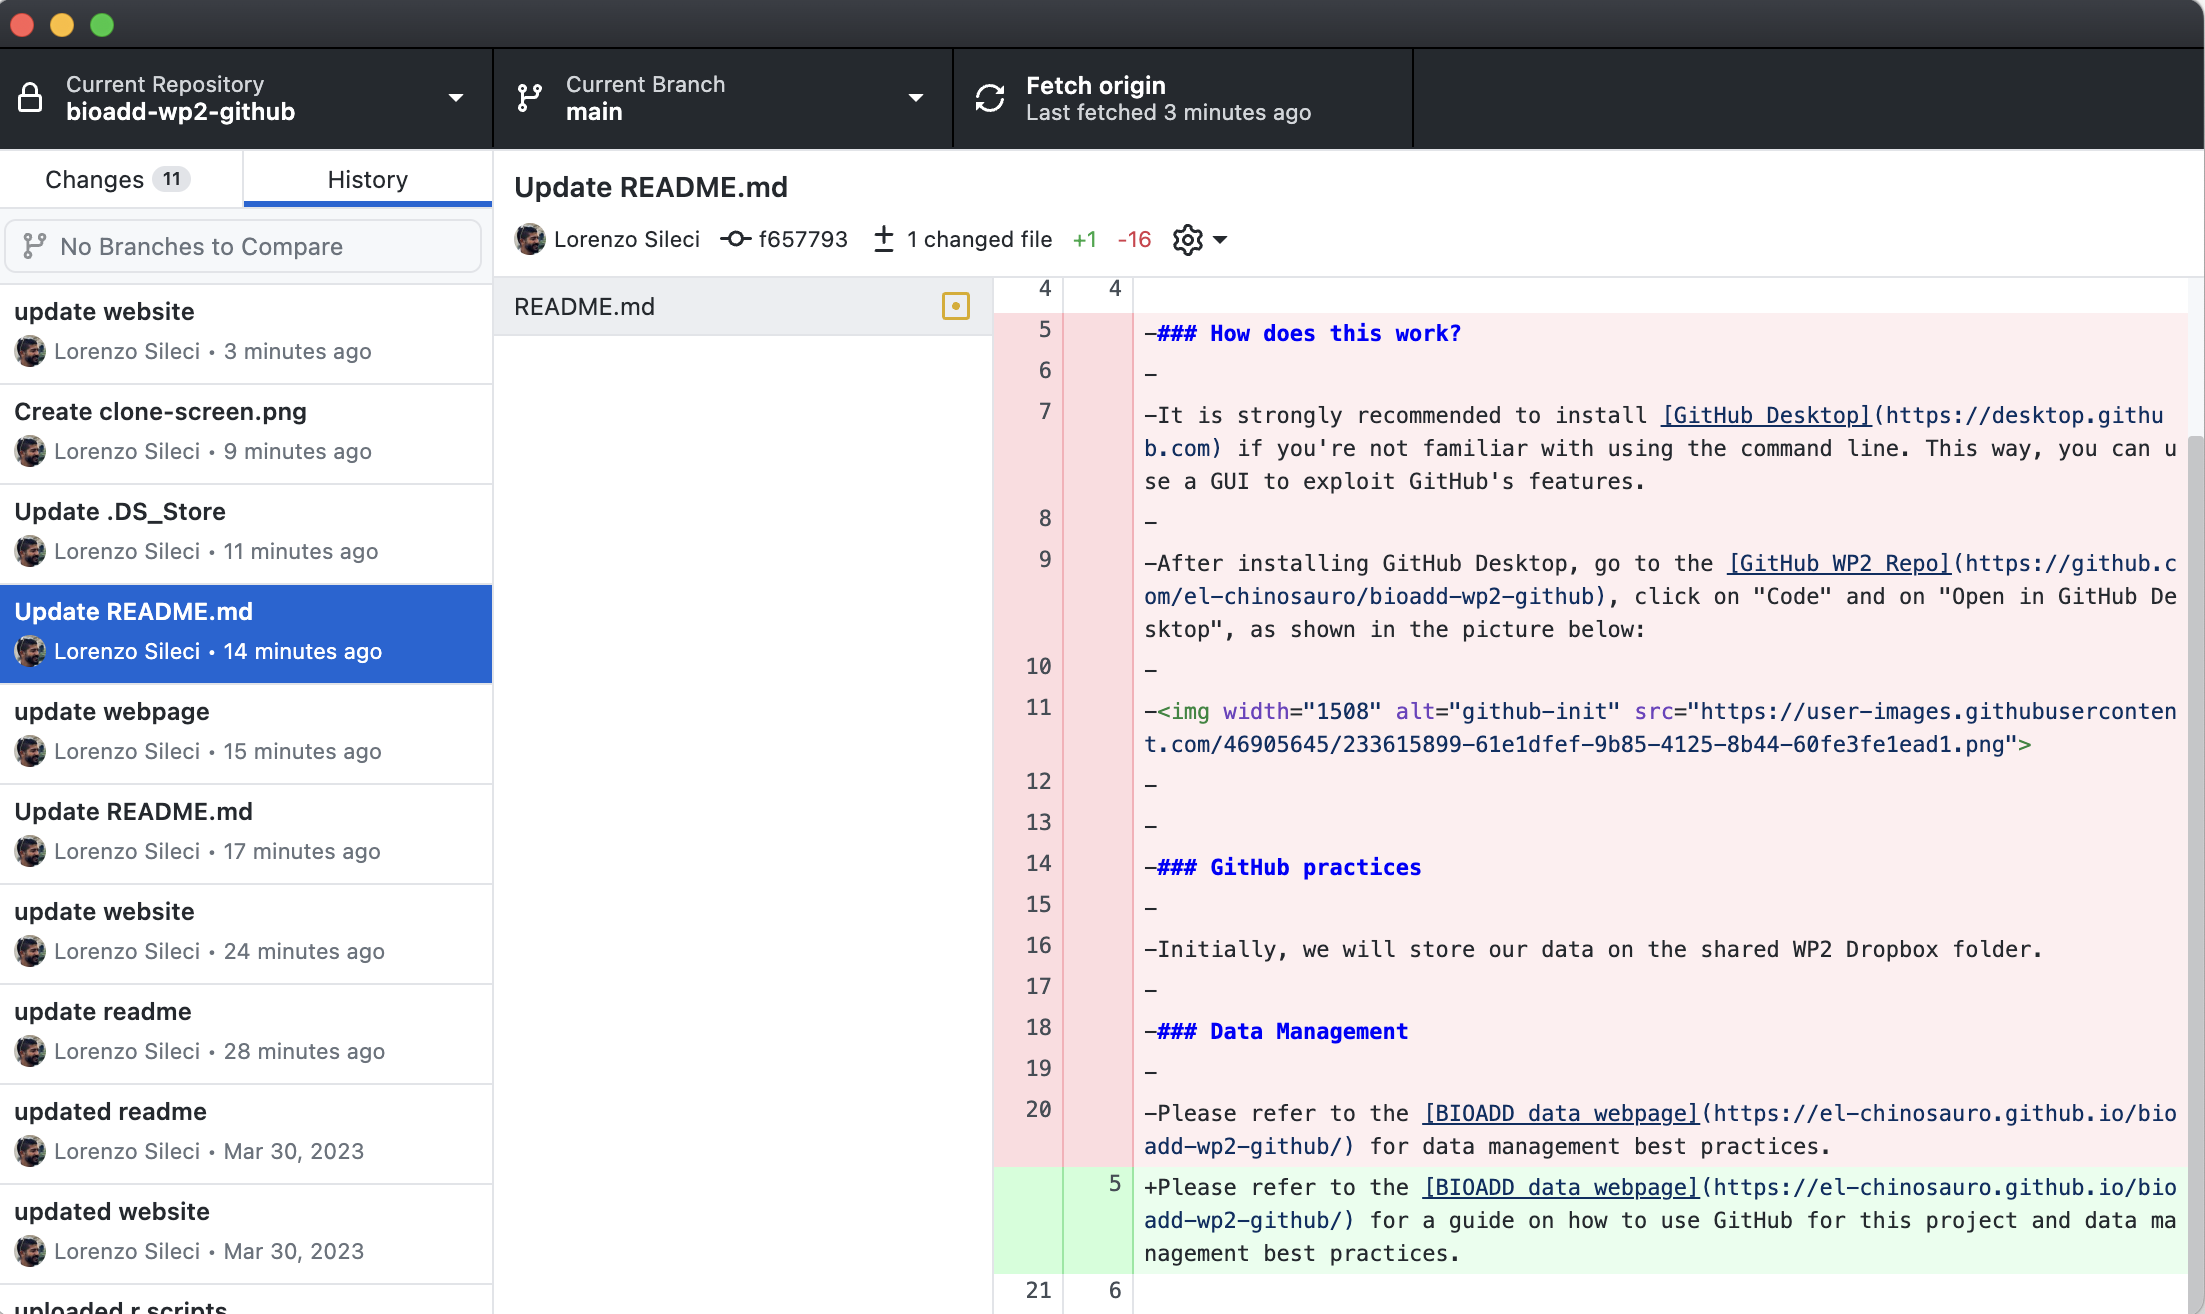 Current Repository
bioadd-wp2-github
Current Branch
main
Fetch origin
Last fetched 3 minutes ago
Changes 11
History
No Branches to Compare
update website
Lorenzo Sileci • 3 minutes ago
Create clone-screen.png
Lorenzo Sileci • 9 minutes ago
Update .DS_Store
Lorenzo Sileci • 11 minutes ago
Update README.md
Lorenzo Sileci • 14 minutes ago
update webpage
Lorenzo Sileci • 15 minutes ago
Update README.md
Lorenzo Sileci • 17 minutes ago
update website
Lorenzo Sileci • 24 minutes ago
update readme
Lorenzo Sileci • 28 minutes ago
updated readme
Lorenzo Sileci • Mar 30, 2023
updated website
Lorenzo Sileci • Mar 30, 2023
uploaded r scripts
Update README.md
Lorenzo Sileci f657793 ± 1 changed file +1 -16
README.md
4 4
5 -### How does this work?
6 -
7 -It is strongly recommended to install [GitHub Desktop](https://desktop.githu
b.com) if you're not familiar with using the command line. This way, you can u
se a GUI to exploit GitHub's features.
8 -
9 -After installing GitHub Desktop, go to the [GitHub WP2 Repo](https://github.c
om/el-chinosauro/bioadd-wp2-github), click on "Code" and on "Open in GitHub De
sktop", as shown in the picture below:
10 -
11 -<img width="1508" alt="github-init" src="https://user-images.githubuserconten
t.com/46905645/233615899-61e1dfef-9b85-4125-8b44-60fe3fe1ead1.png">
12 -
13 -
14 -### GitHub practices
15 -
16 -Initially, we will store our data on the shared WP2 Dropbox folder.
17 -
18 -### Data Management
19 -
20 -Please refer to the [BIOADD data webpage](https://el-chinosauro.github.io/bio
add-wp2-github/) for data management best practices.
5 +Please refer to the [BIOADD data webpage](https://el-chinosauro.github.io/bio
add-wp2-github/) for a guide on how to use GitHub for this project and data ma
nagement best practices.
21 6